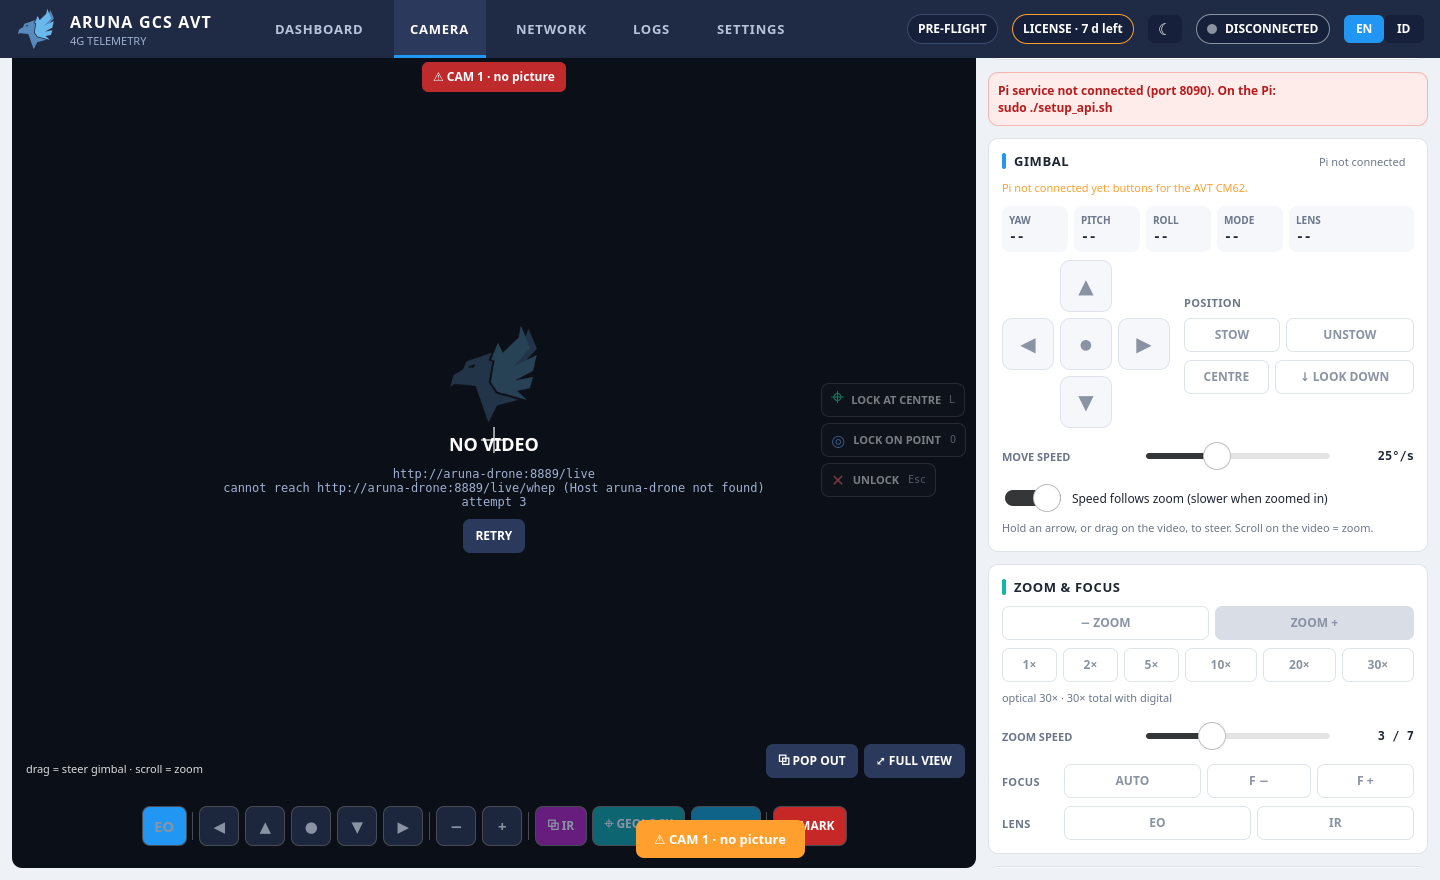 ARUNA GCS AVT
4G TELEMETRY
DASHBOARD
CAMERA
NETWORK
LOGS
SETTINGS
PRE-FLIGHT
LICENSE · 7 d left
DISCONNECTED
EN
ID
⚠ CAM 1 · no picture
NO VIDEO
http://aruna-drone:8889/live
cannot reach http://aruna-drone:8889/live/whep (Host aruna-drone not found)
attempt 3
RETRY
LOCK AT CENTRE L
LOCK ON POINT O
UNLOCK Esc
drag = steer gimbal · scroll = zoom
POP OUT
FULL VIEW
EO
− +
IR
⚠ CAM 1 · no picture
Pi service not connected (port 8090). On the Pi:
sudo ./setup_api.sh
GIMBAL
Pi not connected
Pi not connected yet: buttons for the AVT CM62.
YAW
--
PITCH
--
ROLL
--
MODE
--
LENS
--
POSITION
STOW
UNSTOW
CENTRE
↓ LOOK DOWN
MOVE SPEED
25°/s
Speed follows zoom (slower when zoomed in)
Hold an arrow, or drag on the video, to steer. Scroll on the video = zoom.
ZOOM & FOCUS
− ZOOM
ZOOM +
1×
2×
5×
10×
20×
30×
optical 30× · 30× total with digital
ZOOM SPEED
3 / 7
FOCUS
AUTO
F −
F +
LENS
EO
IR